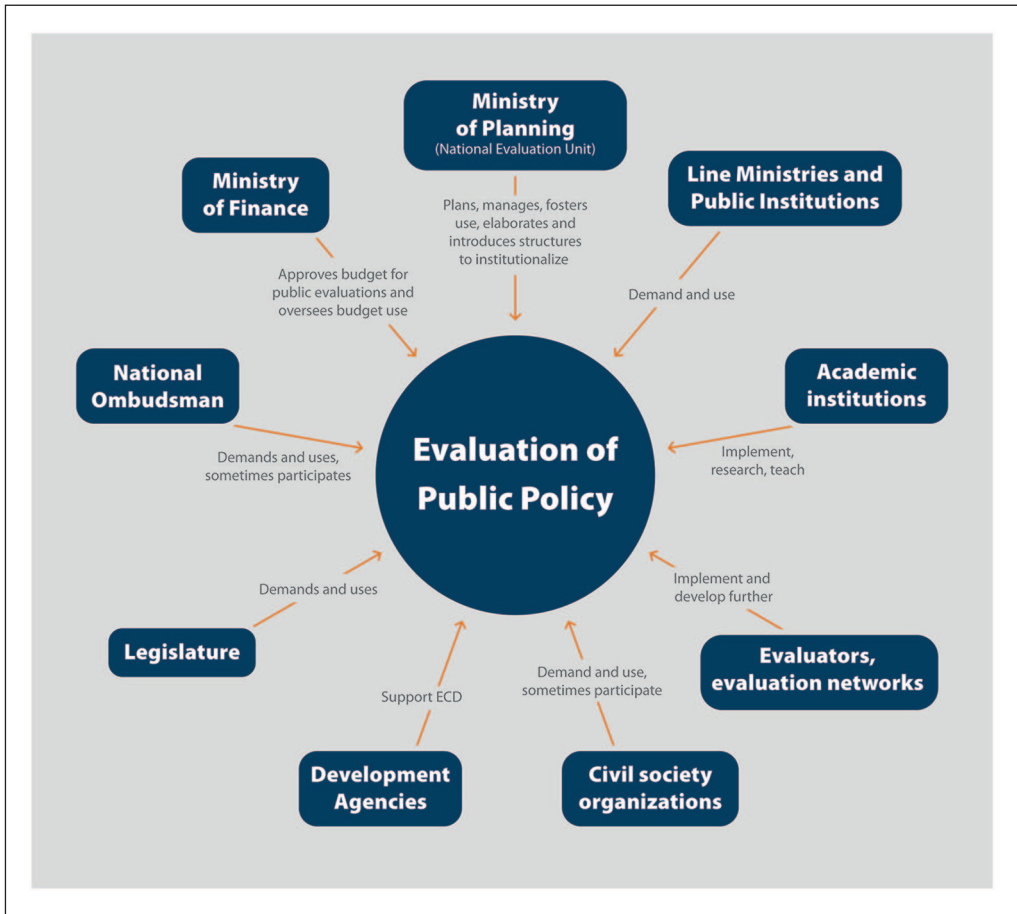 Ministry
of Planning
(National Evaluation Unit)
Plans, manages, fosters
use, elaborates and
introduces structures
to institutionalize
Line Ministries and
Public Institutions
Demand and use
Academic
institutions
Implement,
research, teach
Evaluators,
evaluation networks
Implement and
develop further
Civil society
organizations
Demand and use,
sometimes participate
Development
Agencies
Support ECD
Legislature
Demands and uses
National
Ombudsman
Demands and uses,
sometimes participates
Ministry
of Finance
Approves budget for
public evaluations and
oversees budget use
Evaluation of
Public Policy